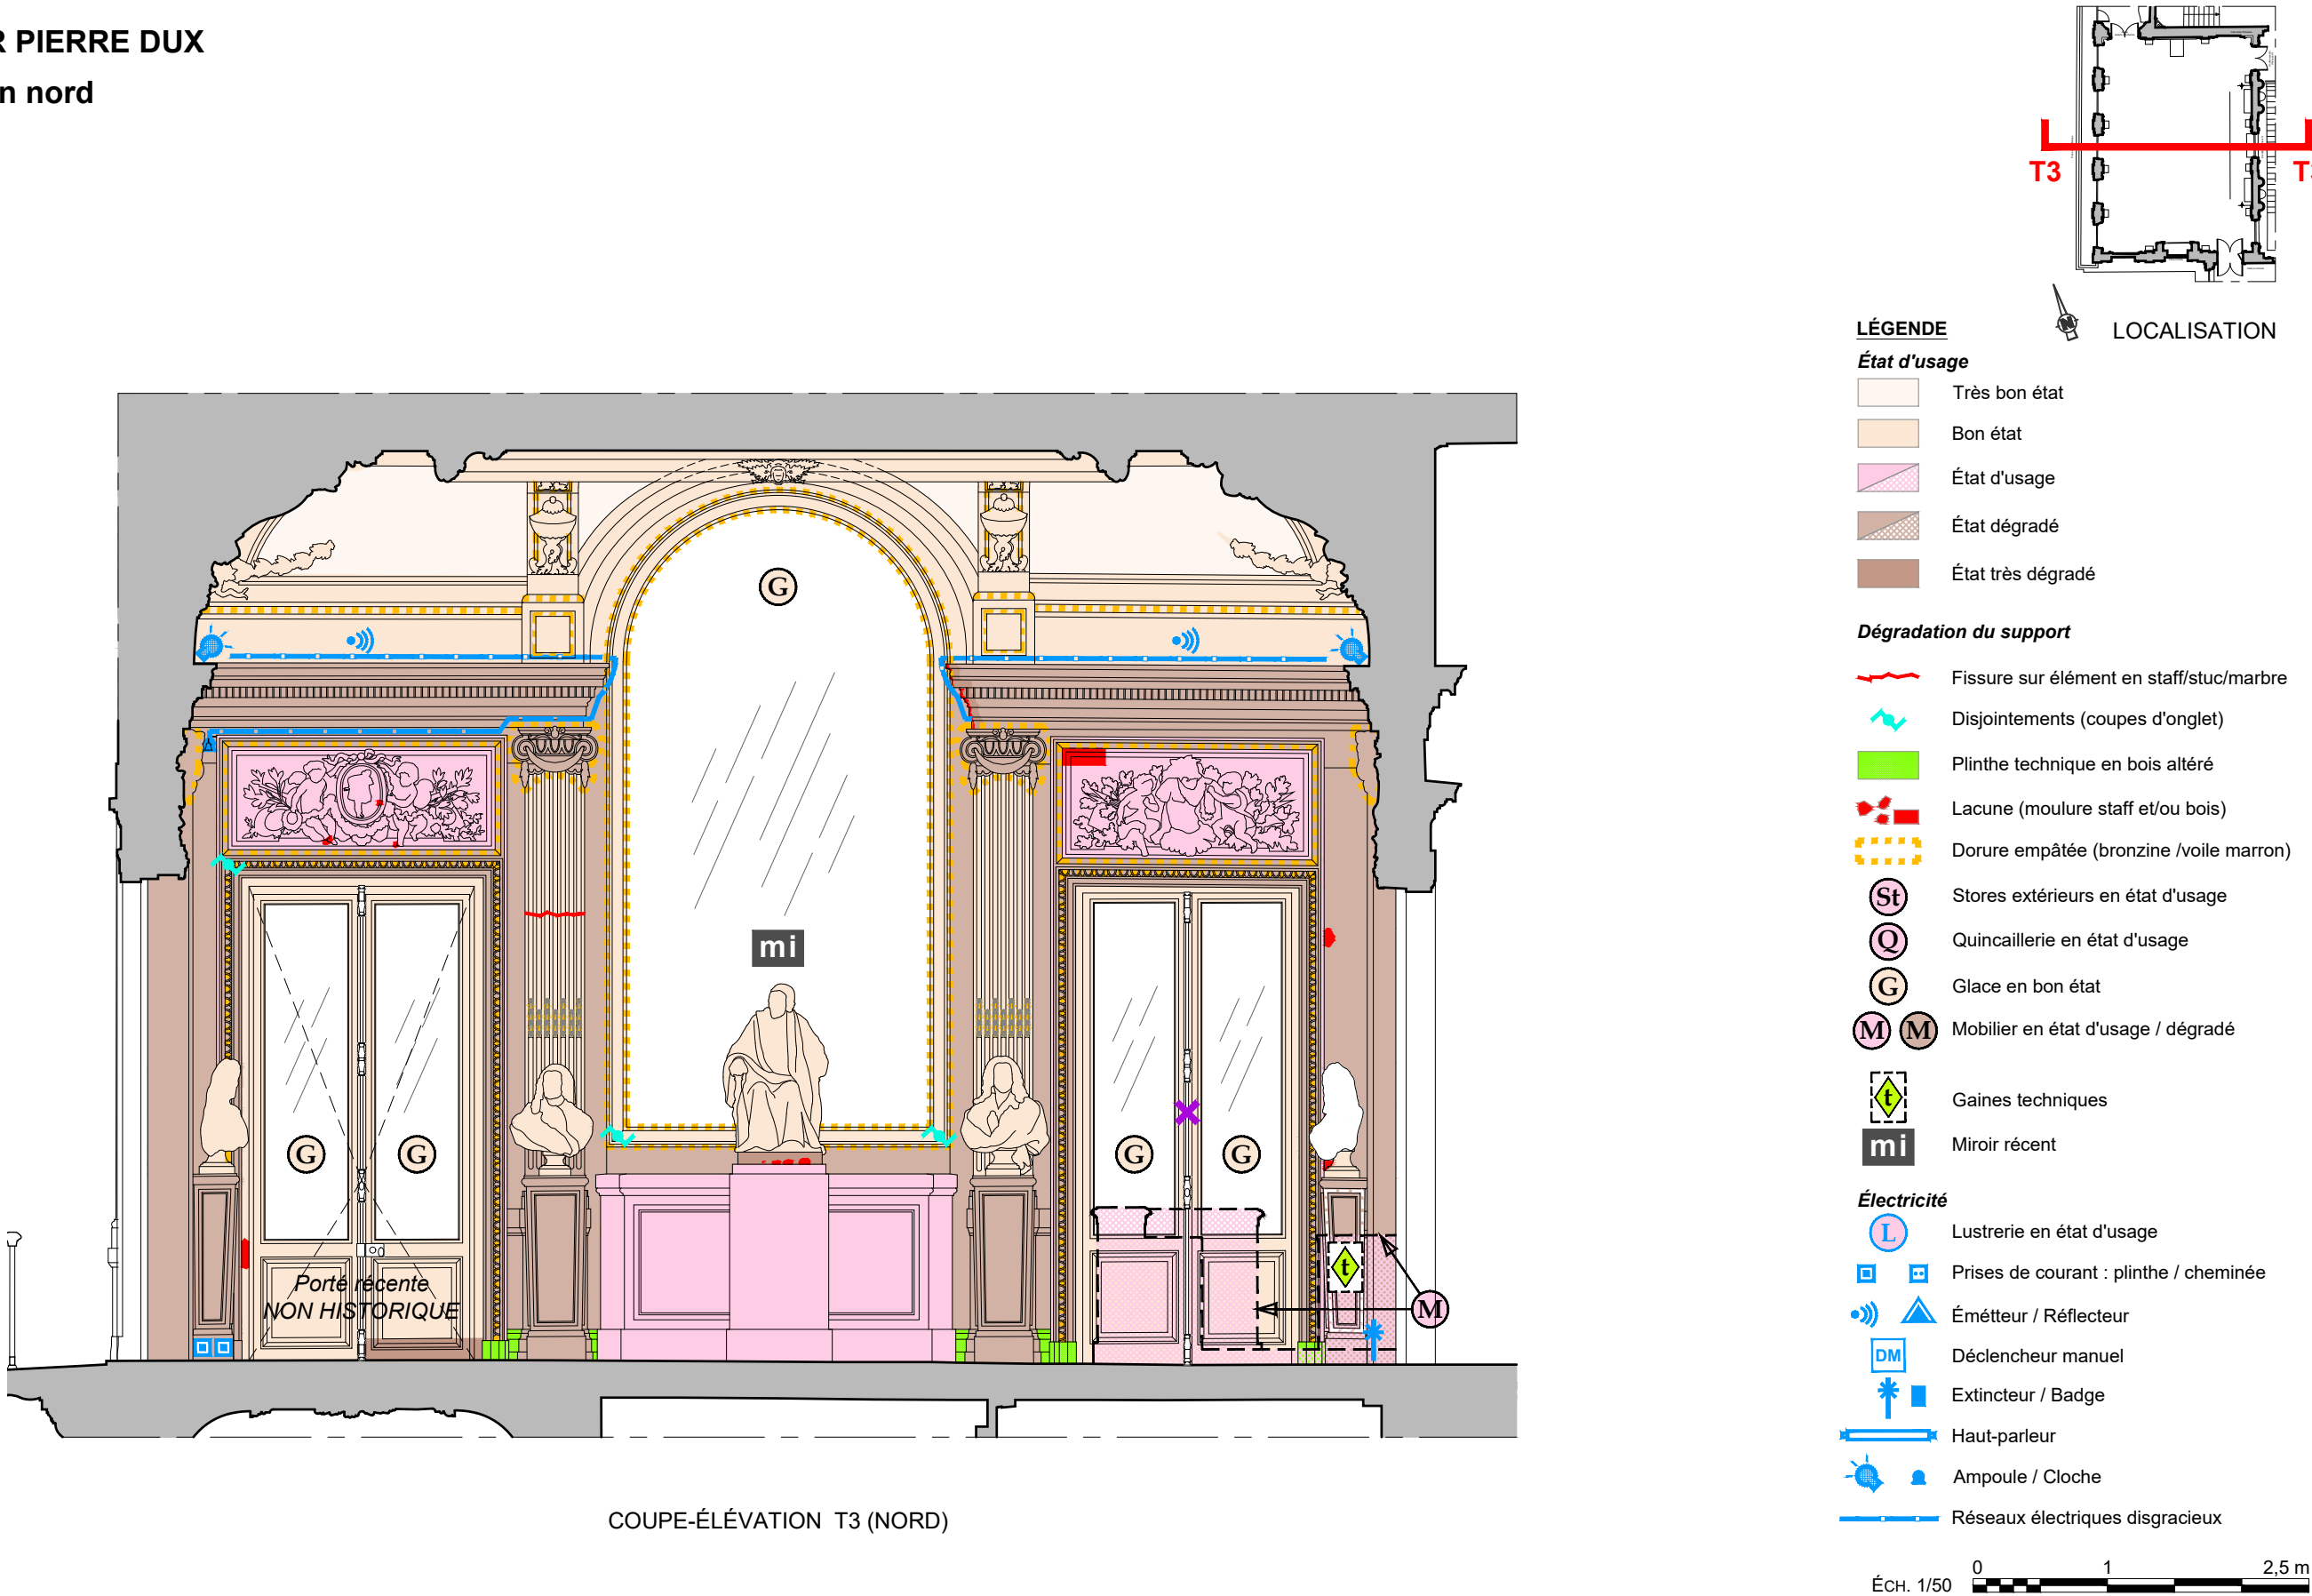 R PIERRE DUX
n nord
T3
LOCALISATION
N
LÉGENDE
État d'usage
Très bon état
Bon état
État d'usage
État dégradé
État très dégradé
Dégradation du support
Fissure sur élément en staff/stuc/marbre
Disjointements (coupes d'onglet)
Plinthe technique en bois altéré
Lacune (moulure staff et/ou bois)
Dorure empâtée (bronzine /voile marron)
St Stores extérieurs en état d'usage
Q Quincaillerie en état d'usage
G Glace en bon état
M M Mobilier en état d'usage / dégradé
t Gaines techniques
mi Miroir récent
Électricité
L Lustrerie en état d'usage
Prises de courant : plinthe / cheminée
Émétteur / Réflecteur
DM Déclencheur manuel
Extincteur / Badge
Haut-parleur
Ampoule / Cloche
Réseaux électriques disgracieux
ÉCH. 1/50
0 1 2,5 m
G
mi
G G
G G
Porté récente
NON HISTORIQUE
t
M
COUPE-ÉLÉVATION T3 (NORD)